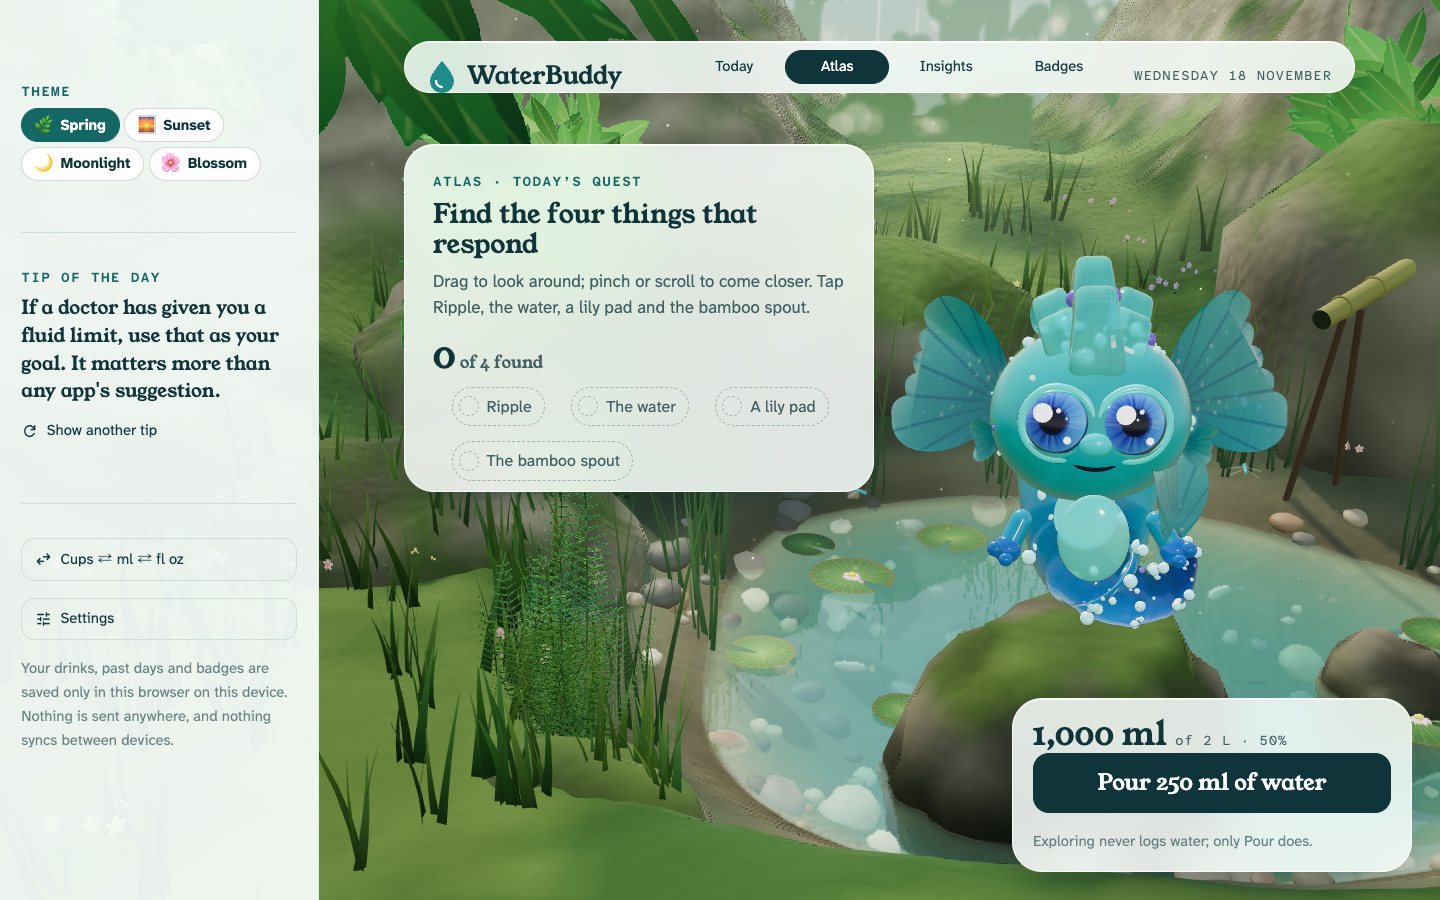 THEME
🌿 Spring
🌅 Sunset
🌙 Moonlight
🌸 Blossom
TIP OF THE DAY
If a doctor has given you a
fluid limit, use that as your
goal. It matters more than
any app's suggestion.
Show another tip
Cups ⇄ ml ⇄ fl oz
Settings
Your drinks, past days and badges are
saved only in this browser on this device.
Nothing is sent anywhere, and nothing
syncs between devices.
WaterBuddy
Today
Atlas
Insights
Badges
WEDNESDAY 18 NOVEMBER
ATLAS · TODAY’S QUEST
Find the four things that
respond
Drag to look around; pinch or scroll to come closer. Tap
Ripple, the water, a lily pad and the bamboo spout.
0 of 4 found
Ripple
The water
A lily pad
The bamboo spout
1,000 ml of 2 L · 50%
Pour 250 ml of water
Exploring never logs water; only Pour does.